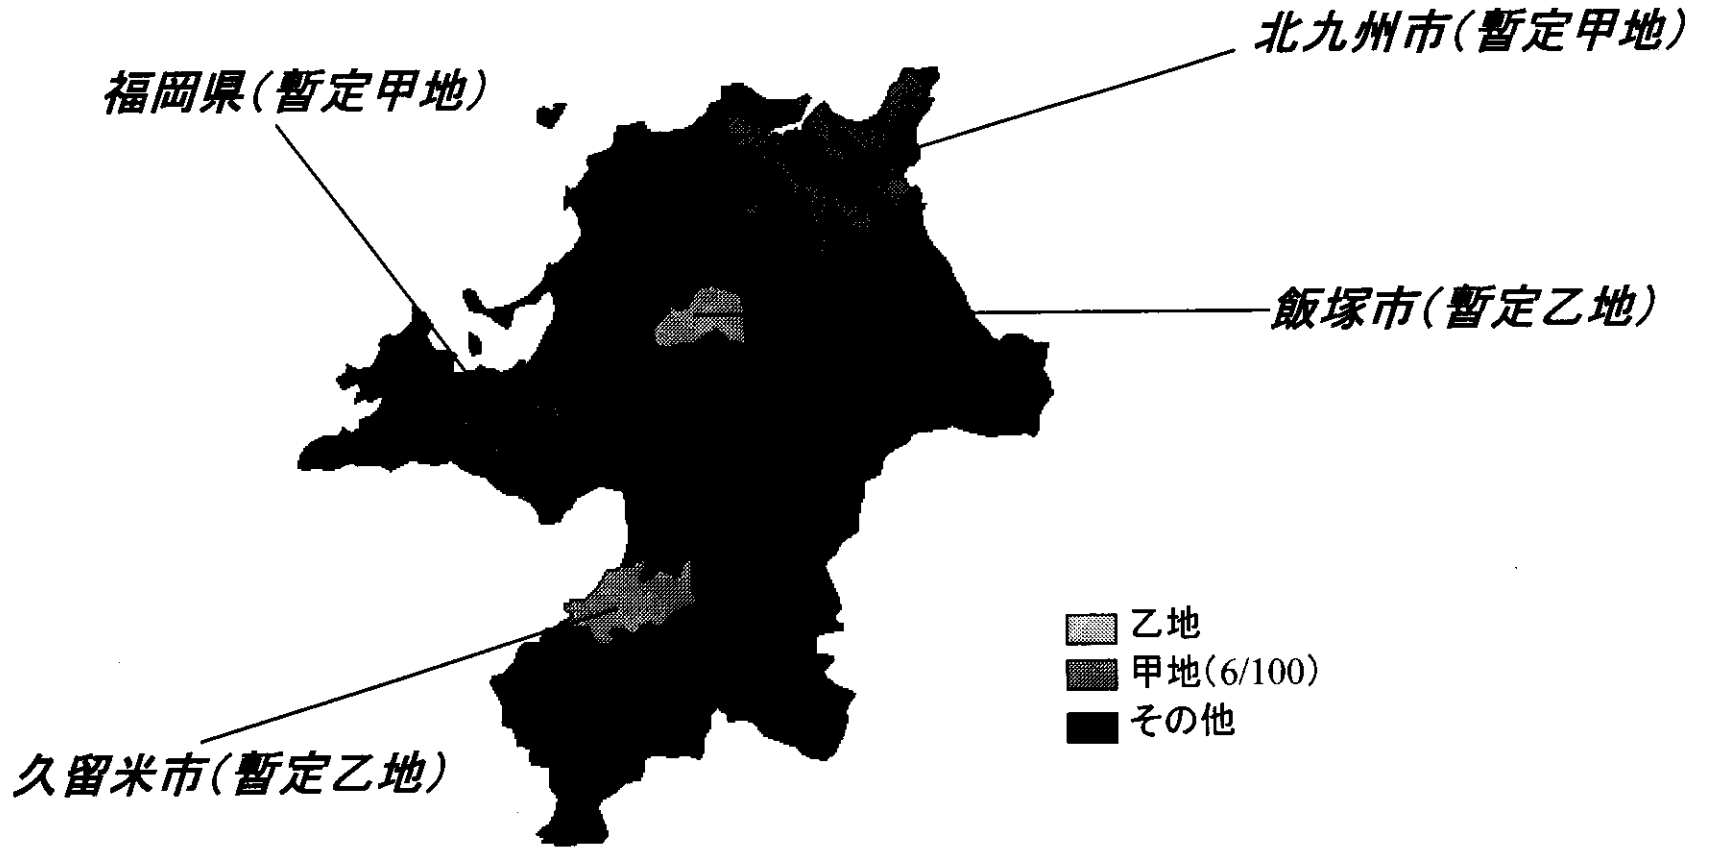 北九州市(暫定甲地)
福岡県(暫定甲地)
飯塚市(暫定乙地)
乙地
甲地(6/100)
その他
久留米市(暫定乙地)